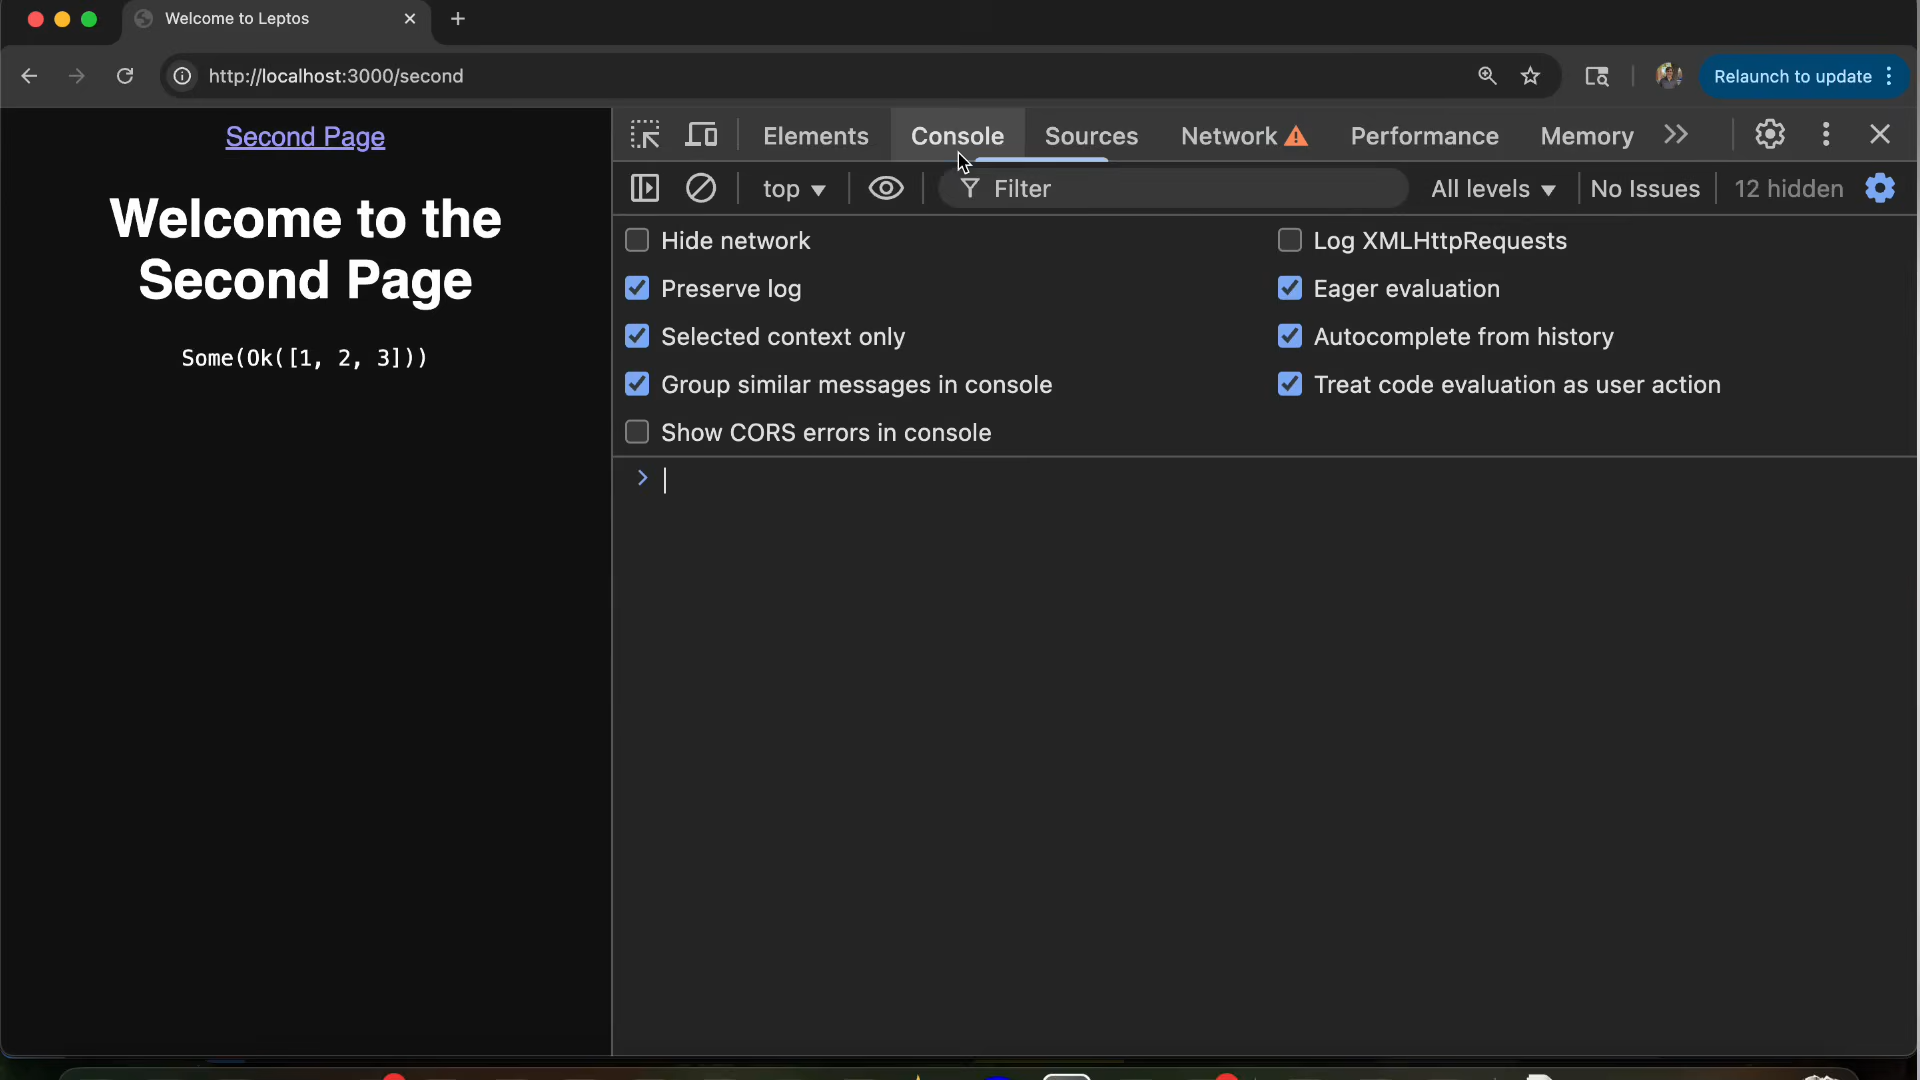 Welcome to Leptos
http://localhost:3000/second
Relaunch to update
Second Page
Welcome to the
Second Page
Some(Ok([1, 2, 3]))
Elements
Console
Sources
Network
Performance
Memory
top
Filter
All levels
No Issues
12 hidden
Hide network
Log XMLHttpRequests
Preserve log
Eager evaluation
Selected context only
Autocomplete from history
Group similar messages in console
Treat code evaluation as user action
Show CORS errors in console